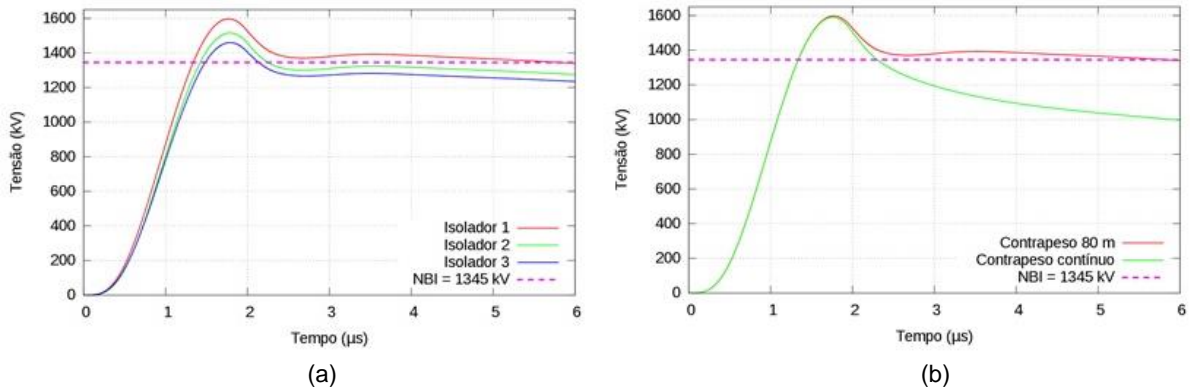 1600
1400
1200
1000
800
600
400
200
0
Tensão (kV)
Isolador 1
Isolador 2
Isolador 3
NBI = 1345 kV
0 1 2 3 4 5 6
Tempo (µs)
(a)
1600
1400
1200
1000
800
600
400
200
0
Tensão (kV)
Contrapeso 80 m
Contrapeso contínuo
NBI = 1345 kV
0 1 2 3 4 5 6
Tempo (µs)
(b)